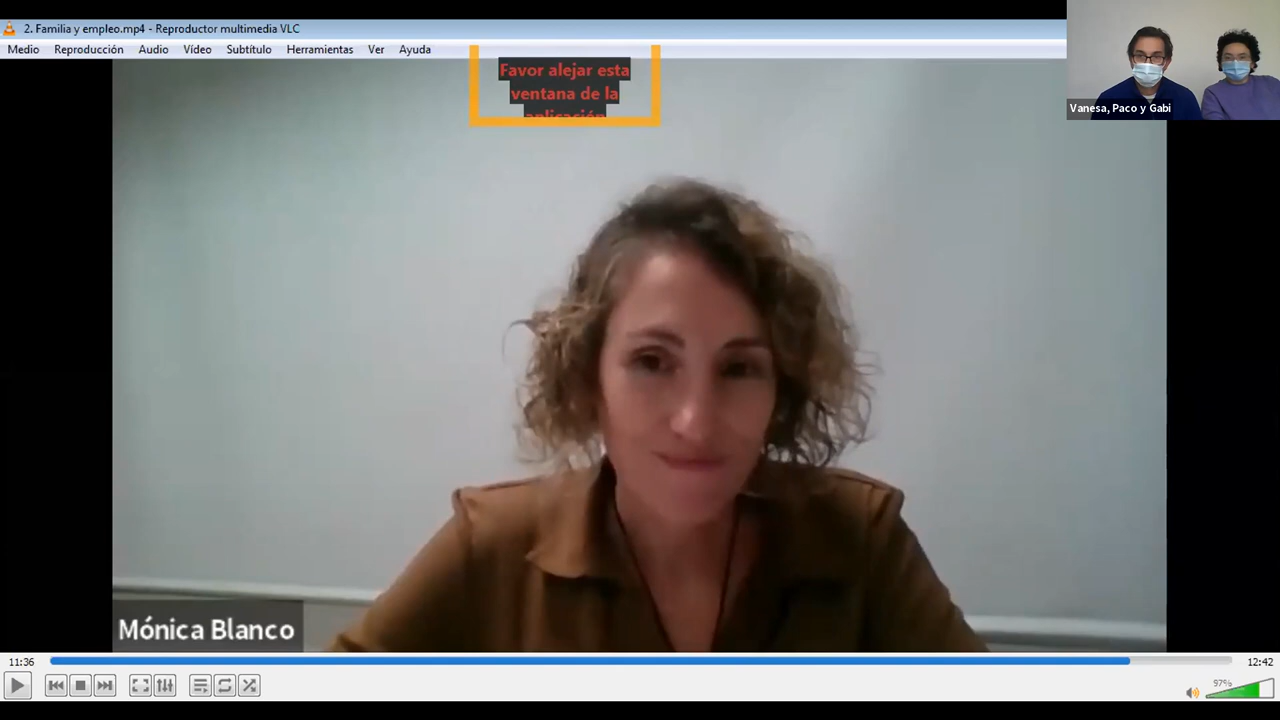 2. Familia y empleo.mp4 - Reproductor multimedia VLC
Medio Reproducción Audio Vídeo Subtítulo Herramientas Ver Ayuda
Favor alejar esta
ventana de la
aplicación
Vanesa, Paco y Gabi
Mónica Blanco
11:36
12:42
97%